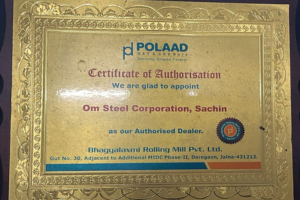 POLAAD
Certificate of Authorisation
We are glad to appoint
Om Steel Corporation, Sachin
as our Authorised Dealer.
Bhagyalaxmi Rolling Mill Pvt. Ltd.
Gut No. 30, Adjacent to Additional MIDC Phase-II, Daregaon, Jalna-431213.